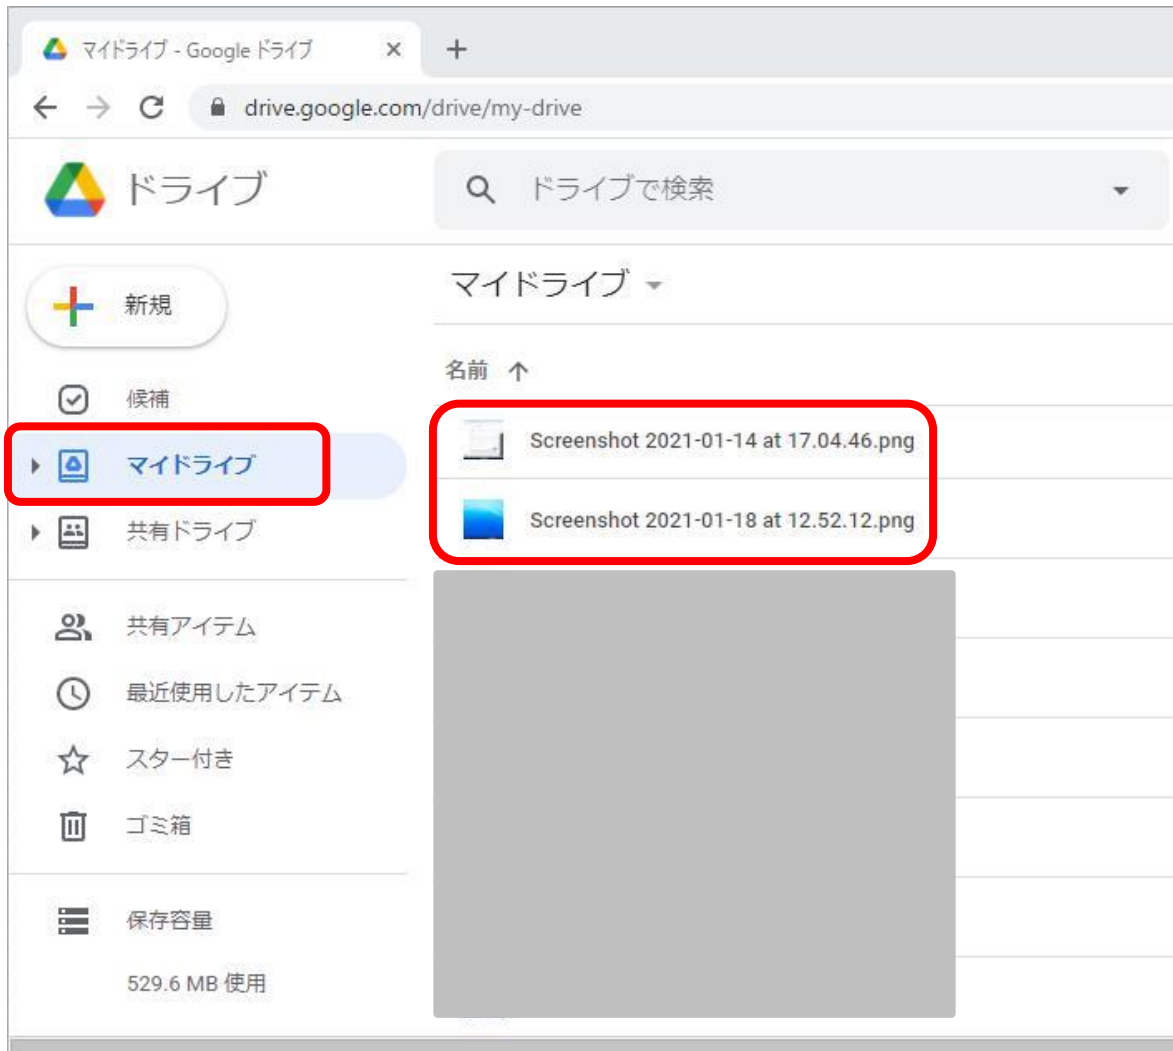 マイドライブ - Google ドライブ
drive.google.com/drive/my-drive
ドライブ
ドライブで検索
新規
マイドライブ
名前
候補
マイドライブ
共有ドライブ
Screenshot 2021-01-14 at 17.04.46.png
Screenshot 2021-01-18 at 12.52.12.png
共有アイテム
最近使用したアイテム
スター付き
ゴミ箱
保存容量
529.6 MB 使用